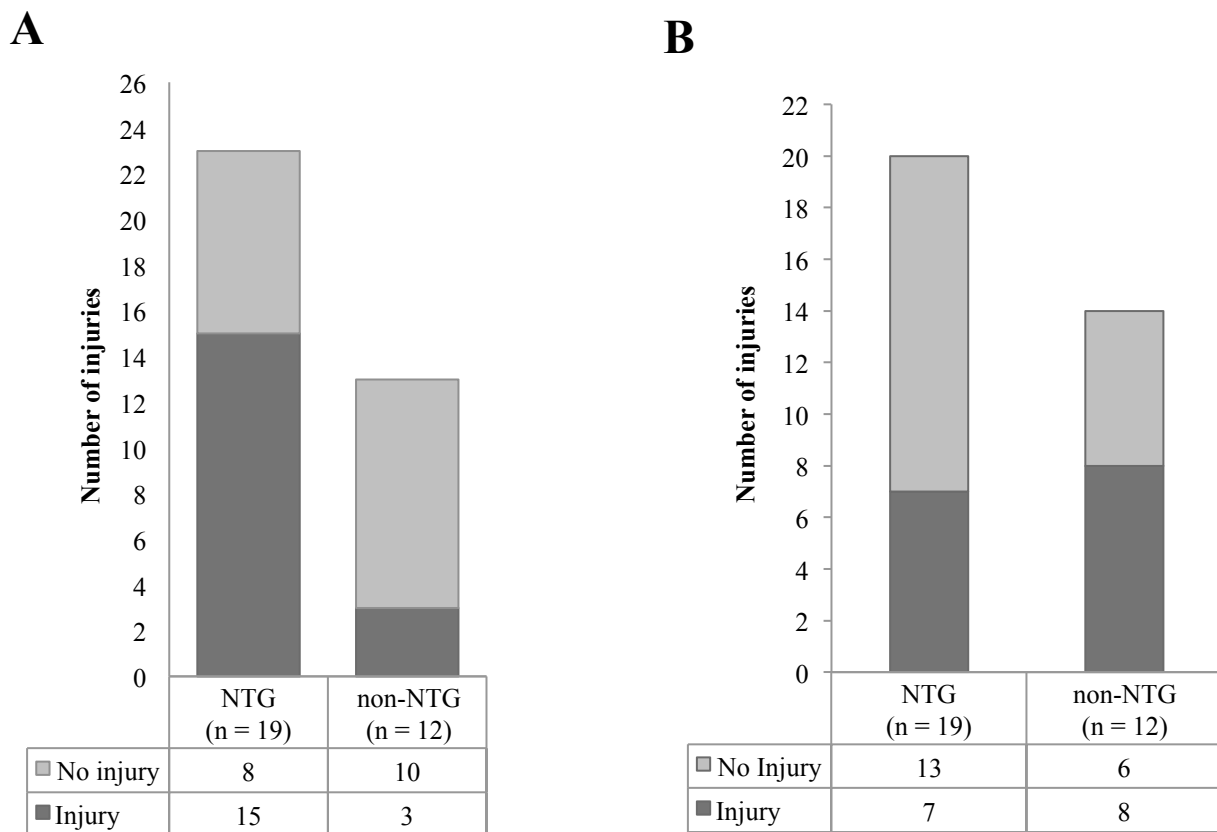 A
Number of injuries
26
24
22
20
18
16
14
12
10
8
6
4
2
0
NTG non-NTG
(n = 19) (n = 12)
No injury 8 10
Injury 15 3
B
Number of injuries
22
20
18
16
14
12
10
8
6
4
2
0
NTG non-NTG
(n = 19) (n = 12)
No Injury 13 6
Injury 7 8